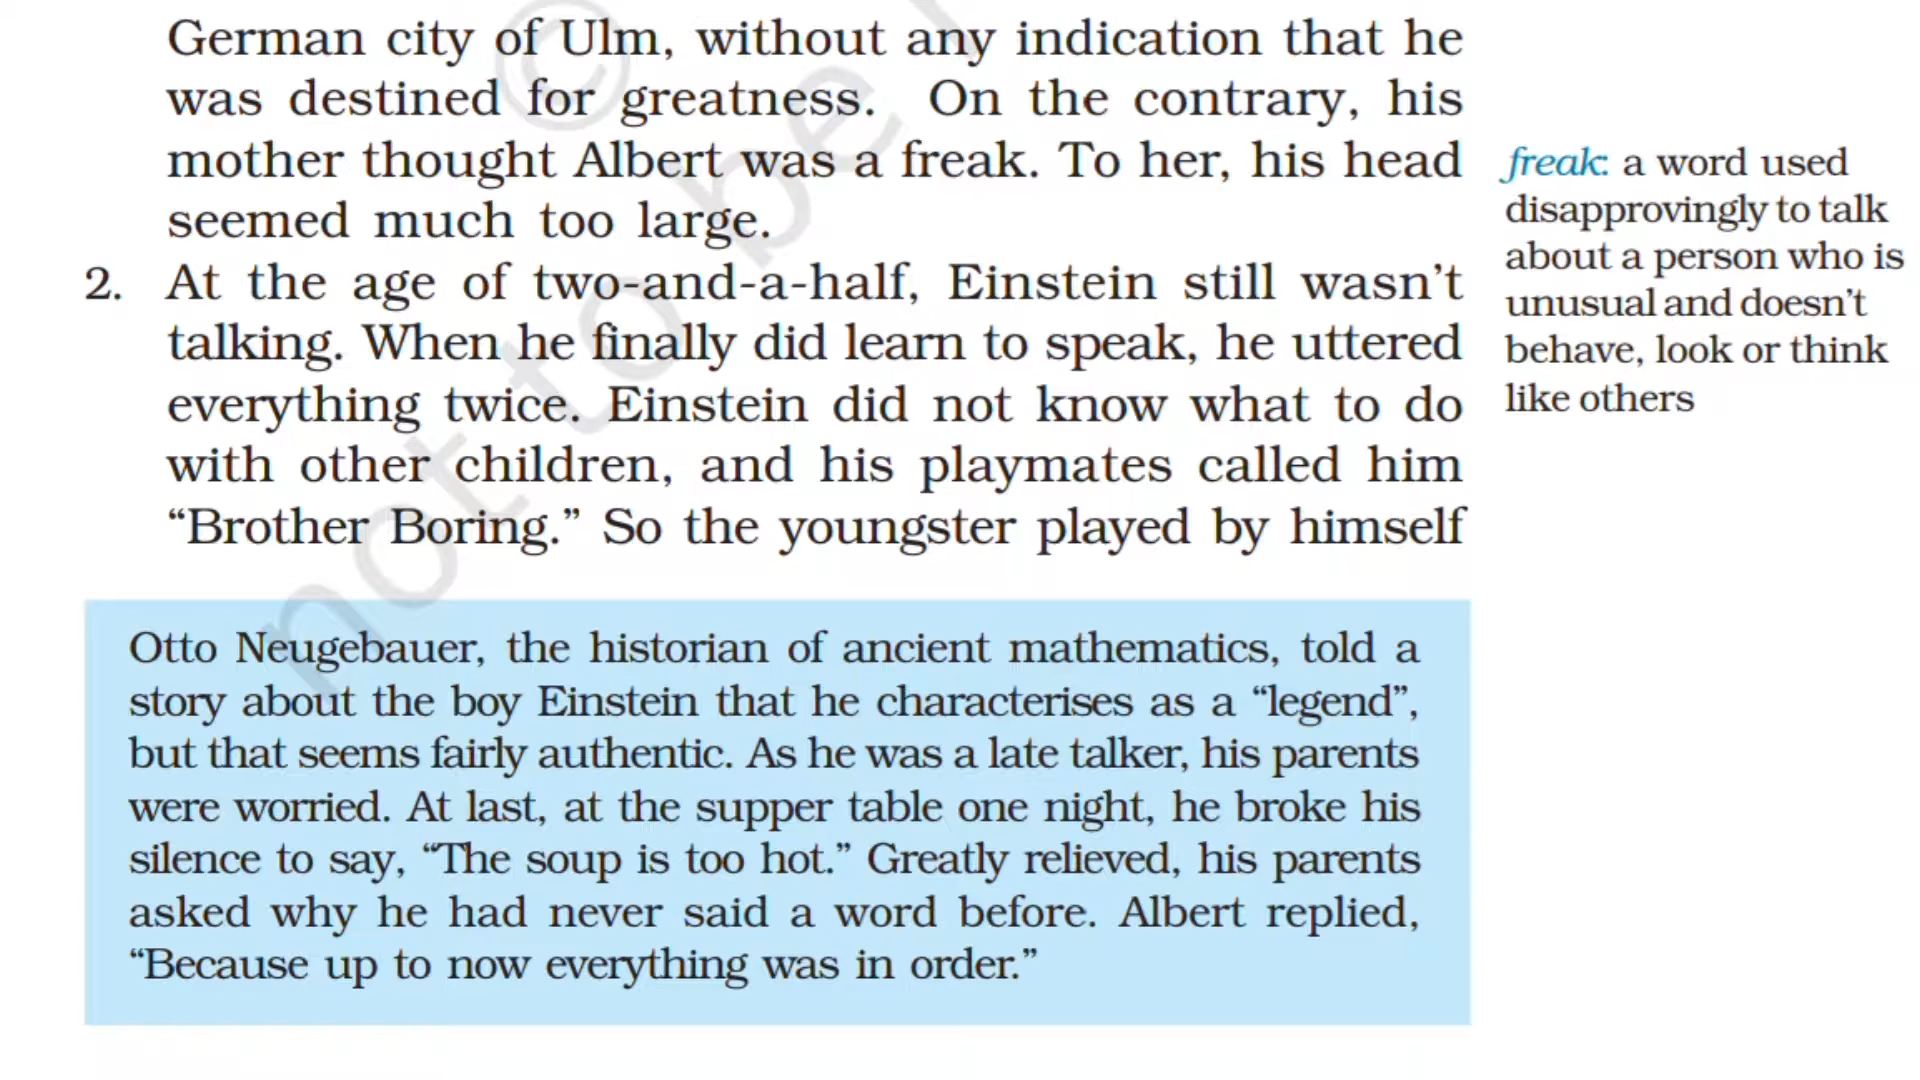 German city of Ulm, without any indication that he
was destined for greatness. On the contrary, his
mother thought Albert was a freak. To her, his head
seemed much too large.
freak: a word used
disapprovingly to talk
about a person who is
unusual and doesn’t
behave, look or think
like others
2. At the age of two-and-a-half, Einstein still wasn’t
talking. When he finally did learn to speak, he uttered
everything twice. Einstein did not know what to do
with other children, and his playmates called him
“Brother Boring.” So the youngster played by himself
Otto Neugebauer, the historian of ancient mathematics, told a
story about the boy Einstein that he characterises as a “legend”,
but that seems fairly authentic. As he was a late talker, his parents
were worried. At last, at the supper table one night, he broke his
silence to say, “The soup is too hot.” Greatly relieved, his parents
asked why he had never said a word before. Albert replied,
“Because up to now everything was in order.”
©
not to be